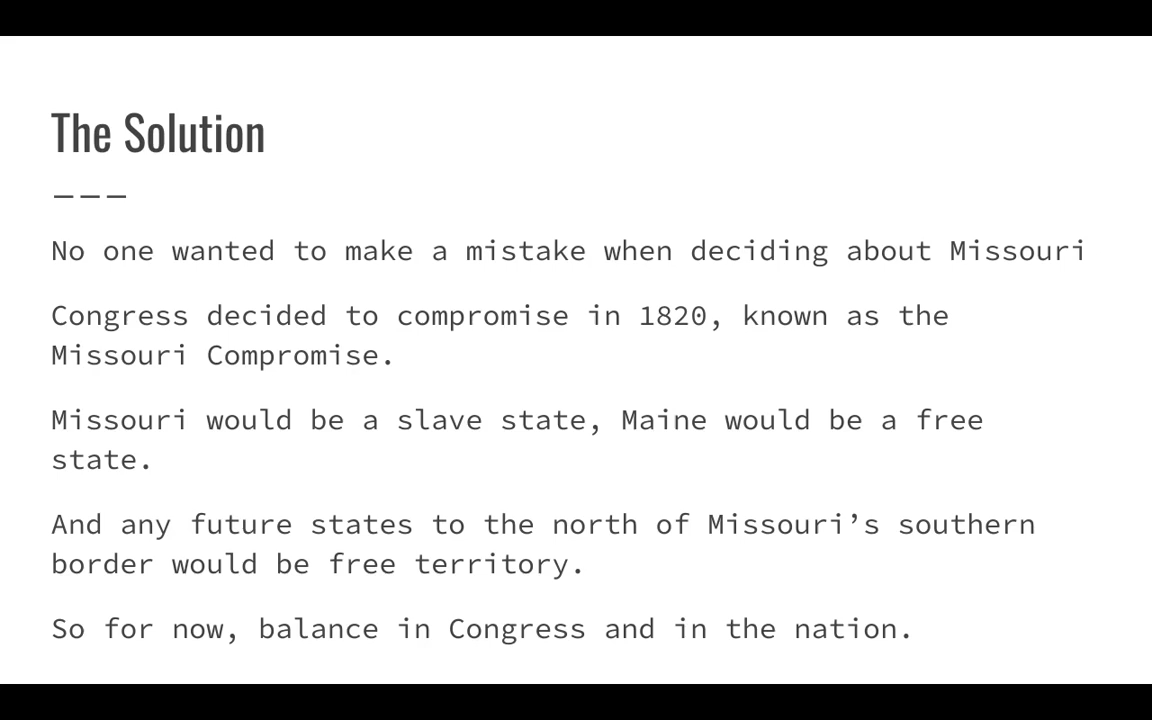 The Solution
———
No one wanted to make a mistake when deciding about Missouri
Congress decided to compromise in 1820, known as the
Missouri Compromise.
Missouri would be a slave state, Maine would be a free
state.
And any future states to the north of Missouri’s southern
border would be free territory.
So for now, balance in Congress and in the nation.